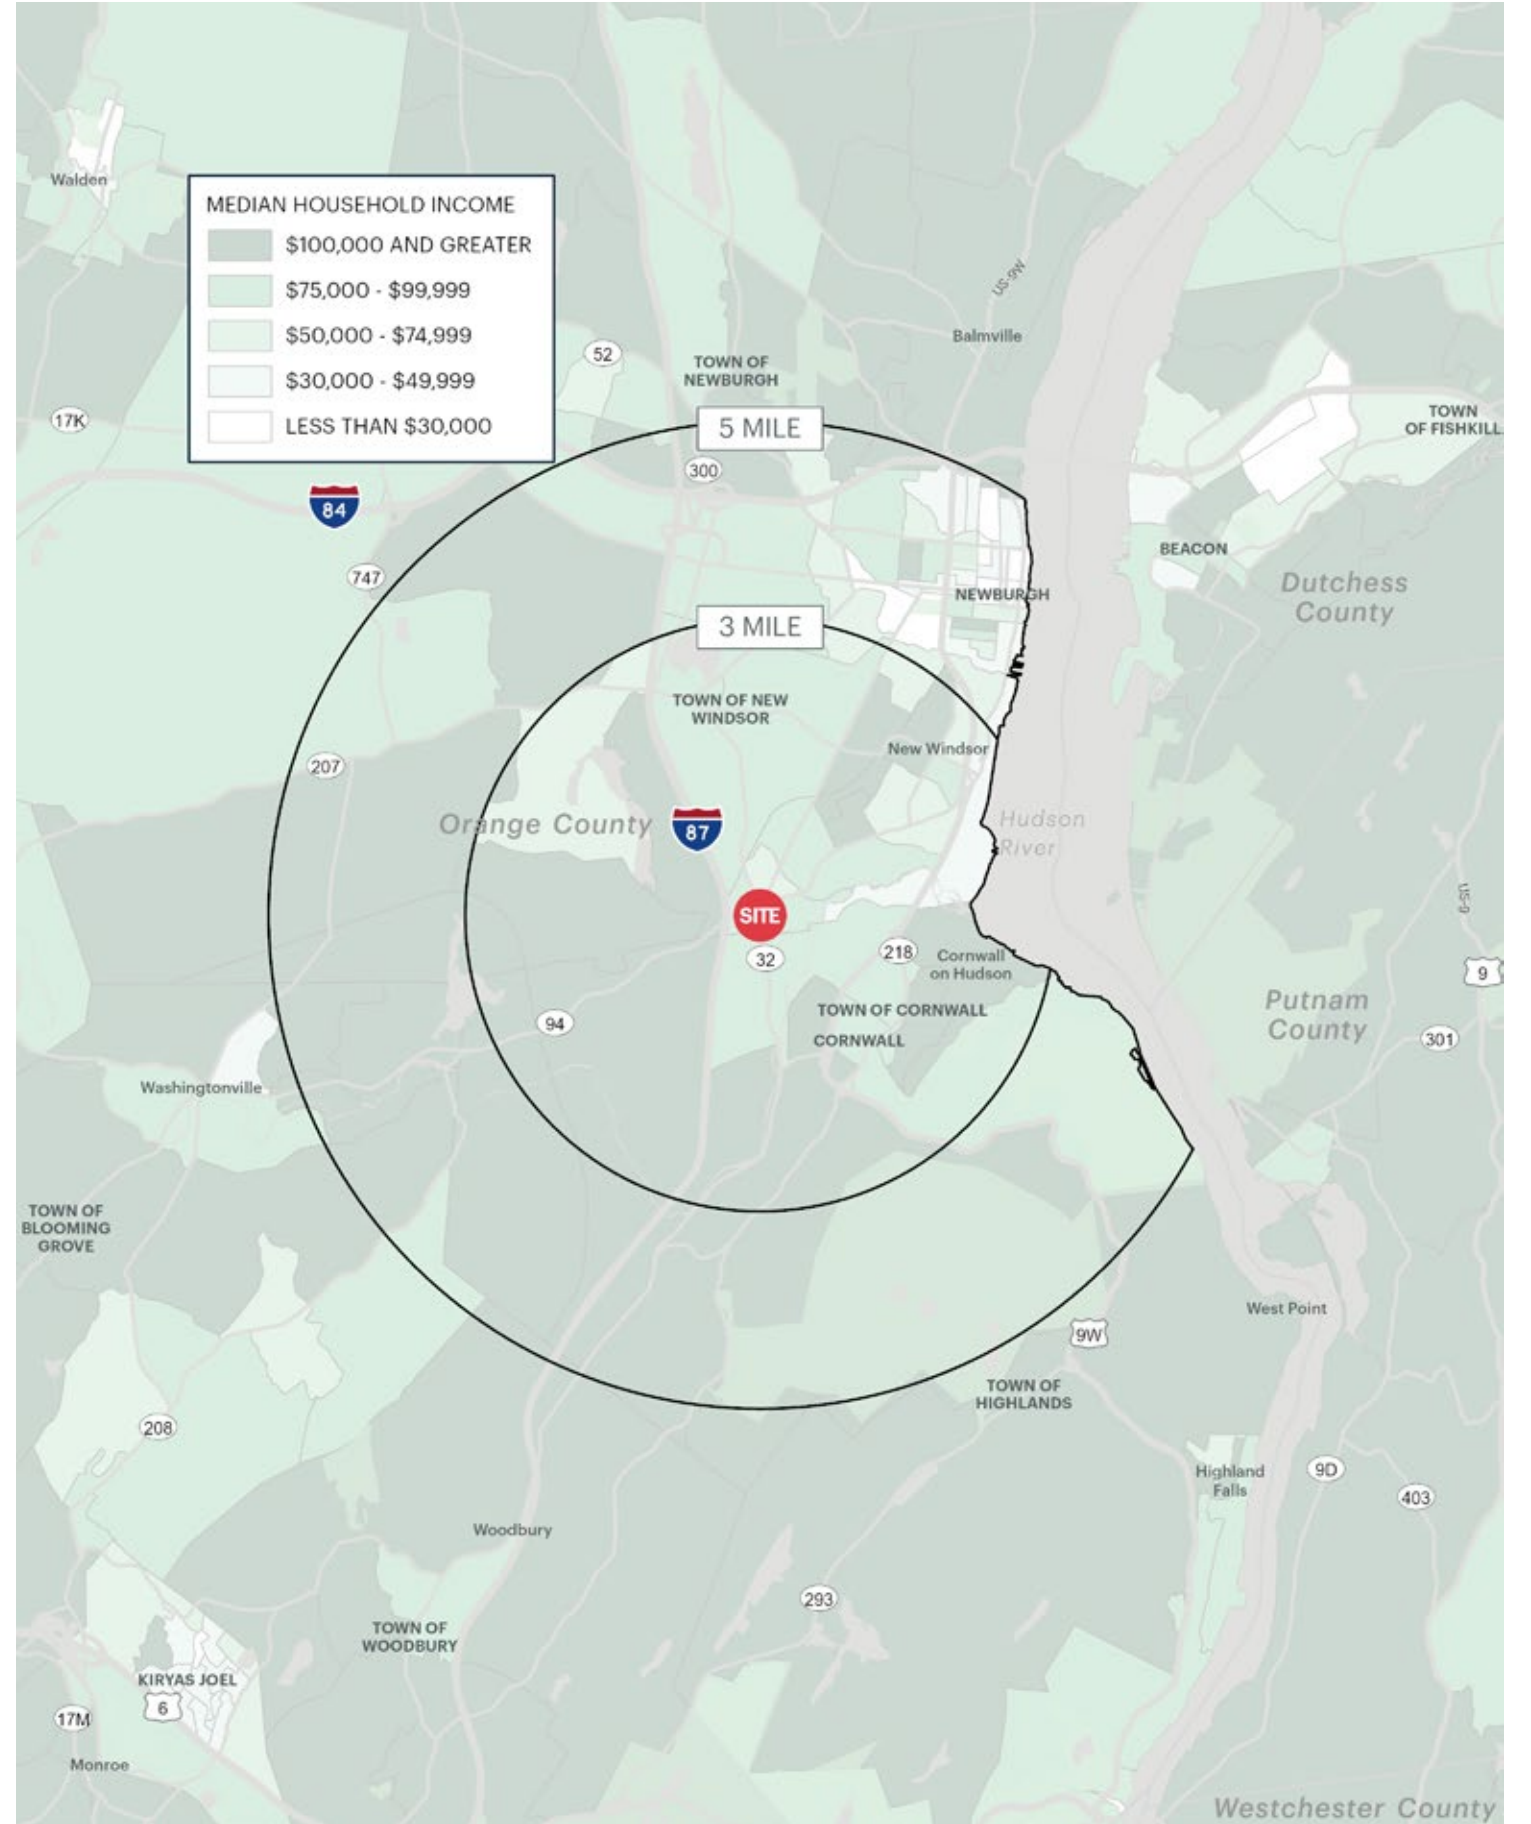 Walden
MEDIAN HOUSEHOLD INCOME
$100,000 AND GREATER
$75,000 - $99,999
$50,000 - $74,999
$30,000 - $49,999
LESS THAN $30,000
US-9W
Balmville
52
TOWN OF
NEWBURGH
17K
TOWN
OF FISHKILL
5 MILE
300
84
BEACON
747
Dutchess
County
NEWBURGH
3 MILE
TOWN OF NEW
WINDSOR
New Windsor
207
Orange County
87
Hudson
River
US-9
SITE
32
218
Cornwall
on Hudson
9
TOWN OF CORNWALL
Putnam
County
94
CORNWALL
301
Washingtonville
TOWN OF
BLOOMING
GROVE
West Point
9W
TOWN OF
HIGHLANDS
208
Highland
Falls
9D
403
Woodbury
293
TOWN OF
WOODBURY
KIRYAS JOEL
6
17M
Monroe
Westchester County